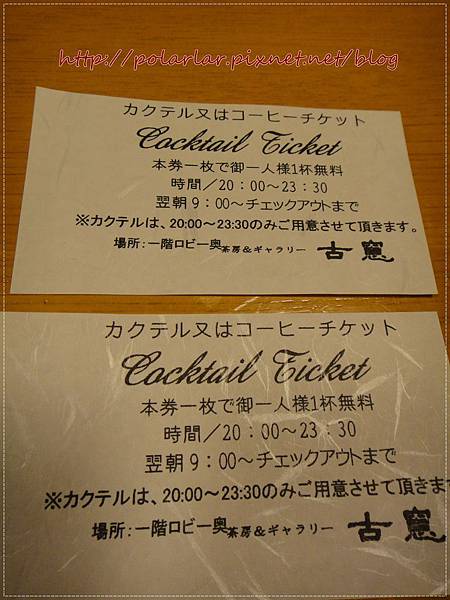 http://polarlar.pixnet.net/blog
カクテル又はコーヒーチケット
Cocktail Ticket
本券一枚で御一人様1杯無料
時間／20：00～23：30
翌朝9：00～チェックアウトまで
※カクテルは、20:00～23:30のみご用意させて頂きます。
場所：一階ロビー奥茶房＆ギャラリー 古窯
カクテル又はコーヒーチケット
Cocktail Ticket
本券一枚で御一人様1杯無料
時間／20：00～23：30
翌朝9：00～チェックアウトまで
※カクテルは、20:00～23:30のみご用意させて頂きます
場所：一階ロビー奥茶房＆ギャラリー 古窯